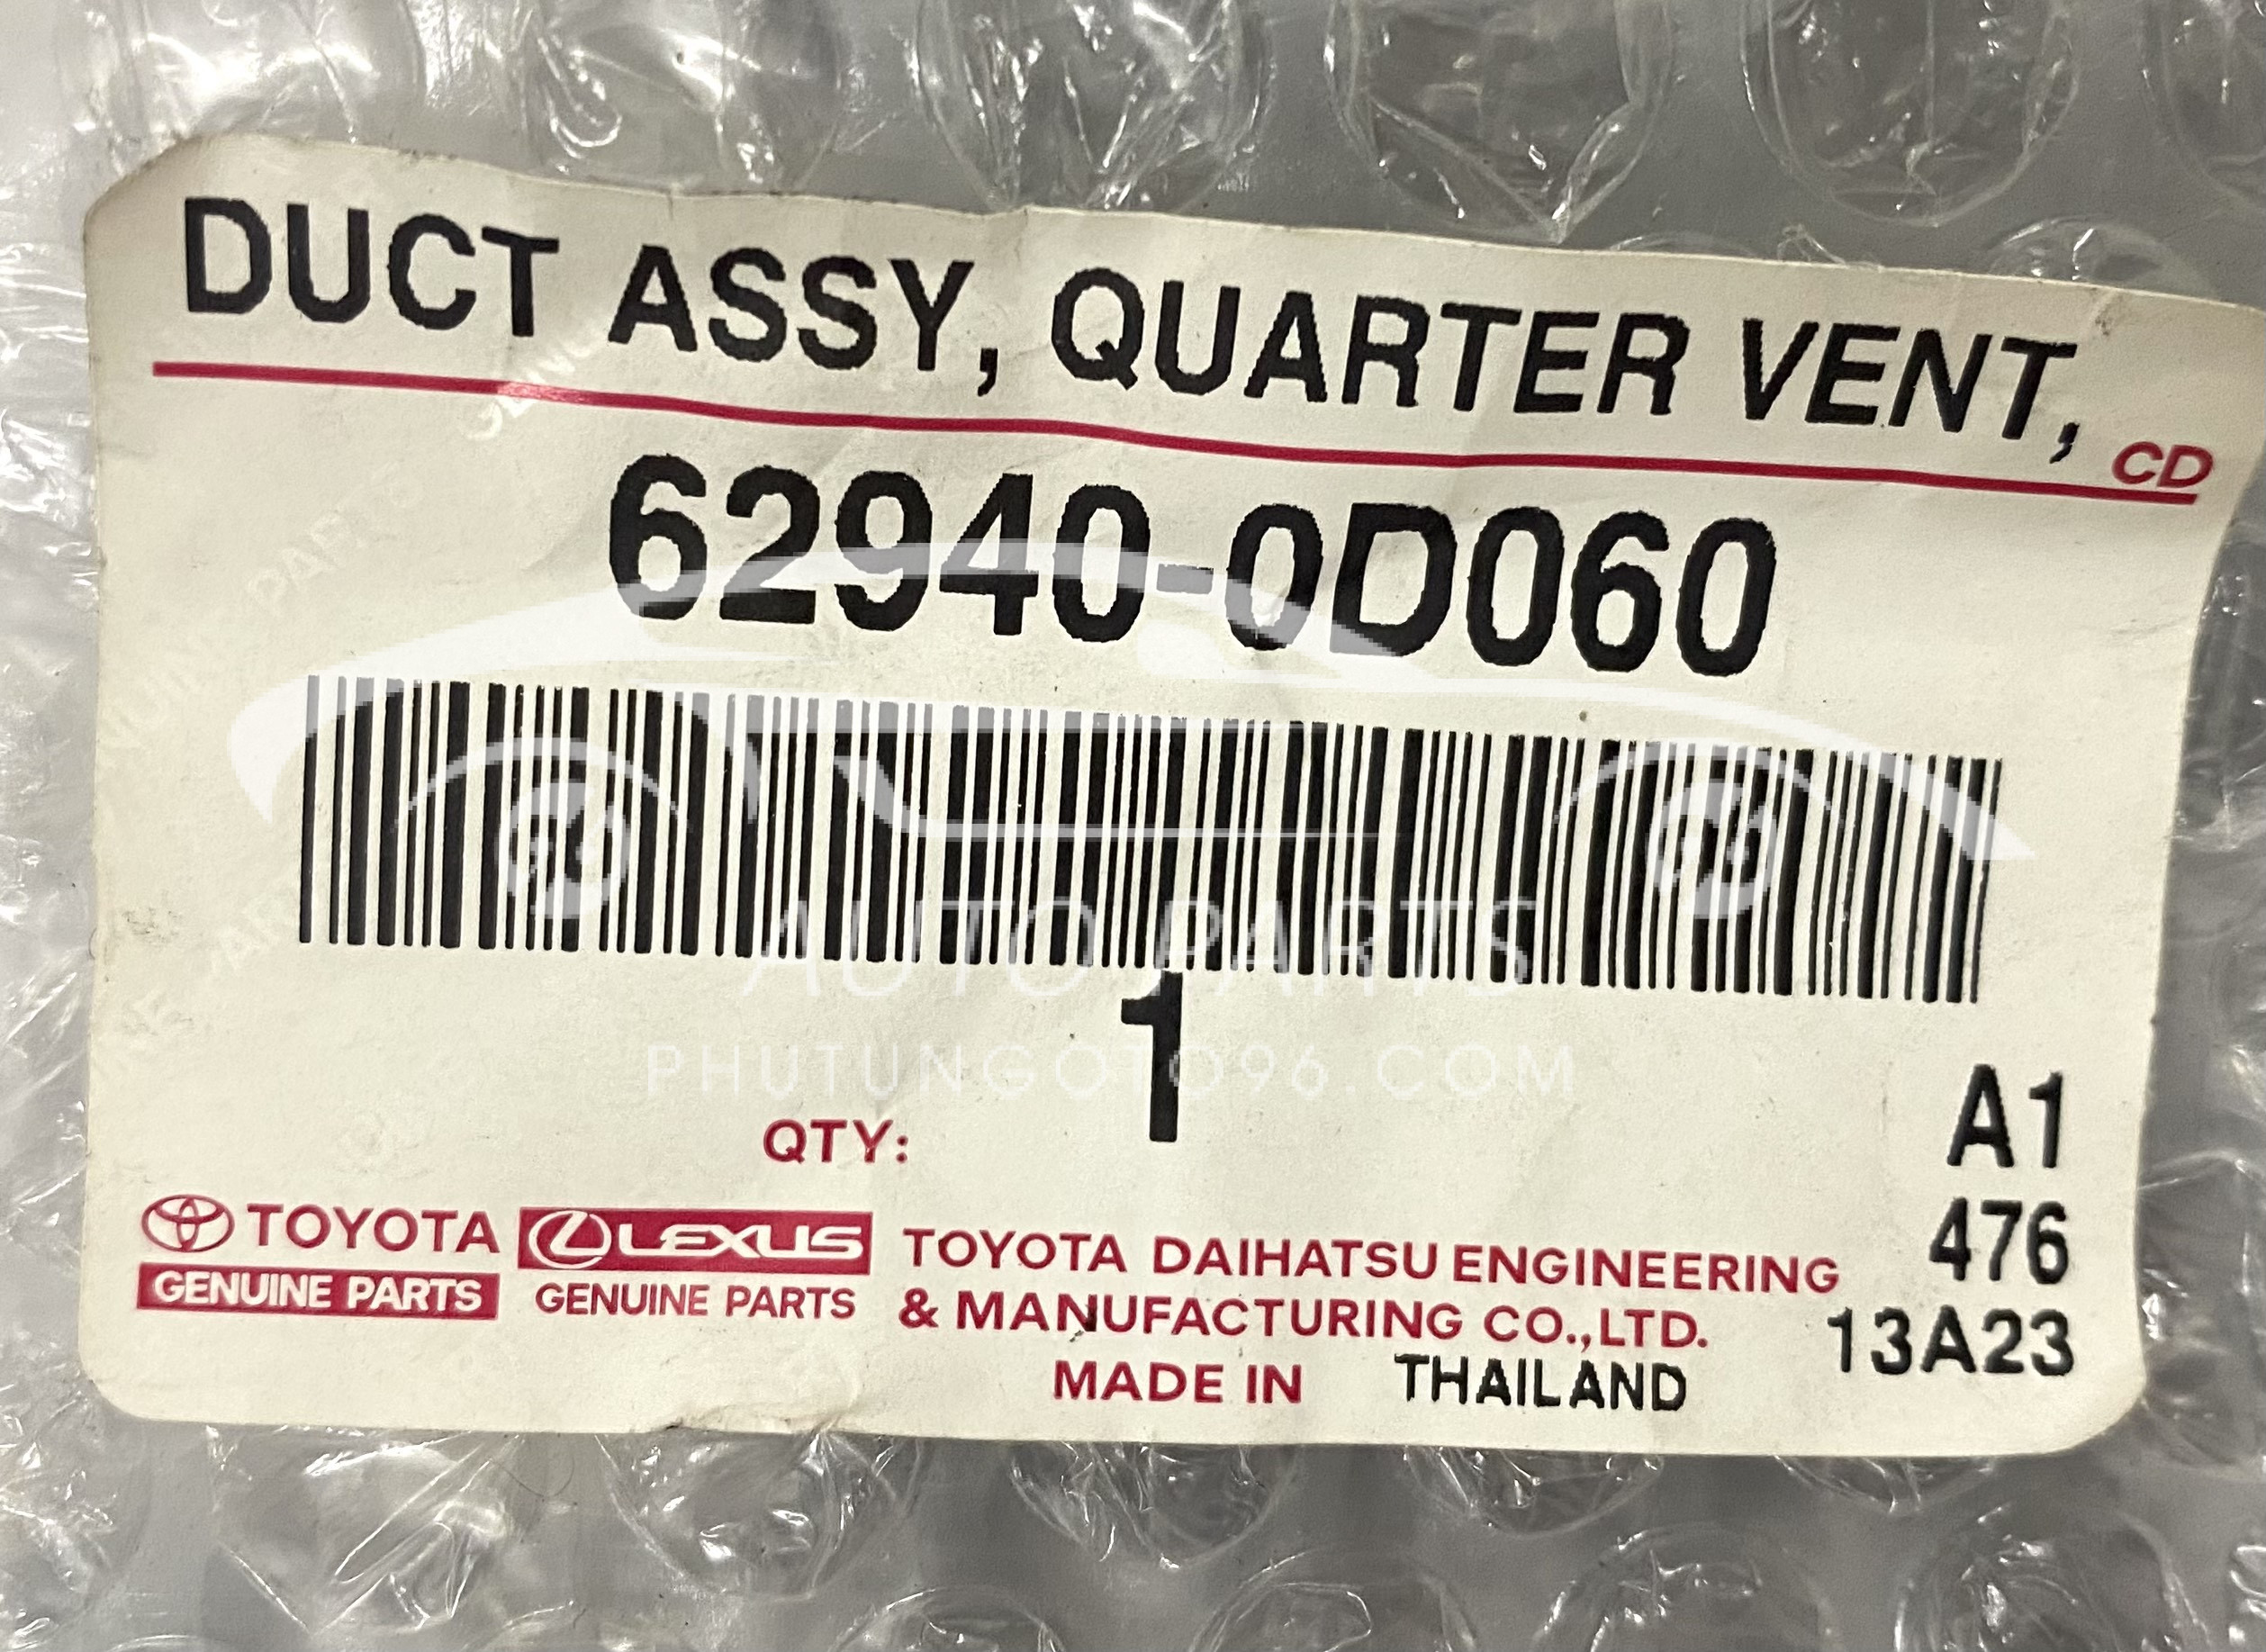 DUCT ASSY, QUARTER VENT,
CD
62940-0D060
AUTO PARTS
1
PHUTUNGOTO96.COM
QTY:
A1
476
13A23
TOYOTA
GENUINE PARTS
LEXUS
GENUINE PARTS
TOYOTA DAIHATSU ENGINEERING
& MANUFACTURING CO.,LTD.
MADE IN THAILAND